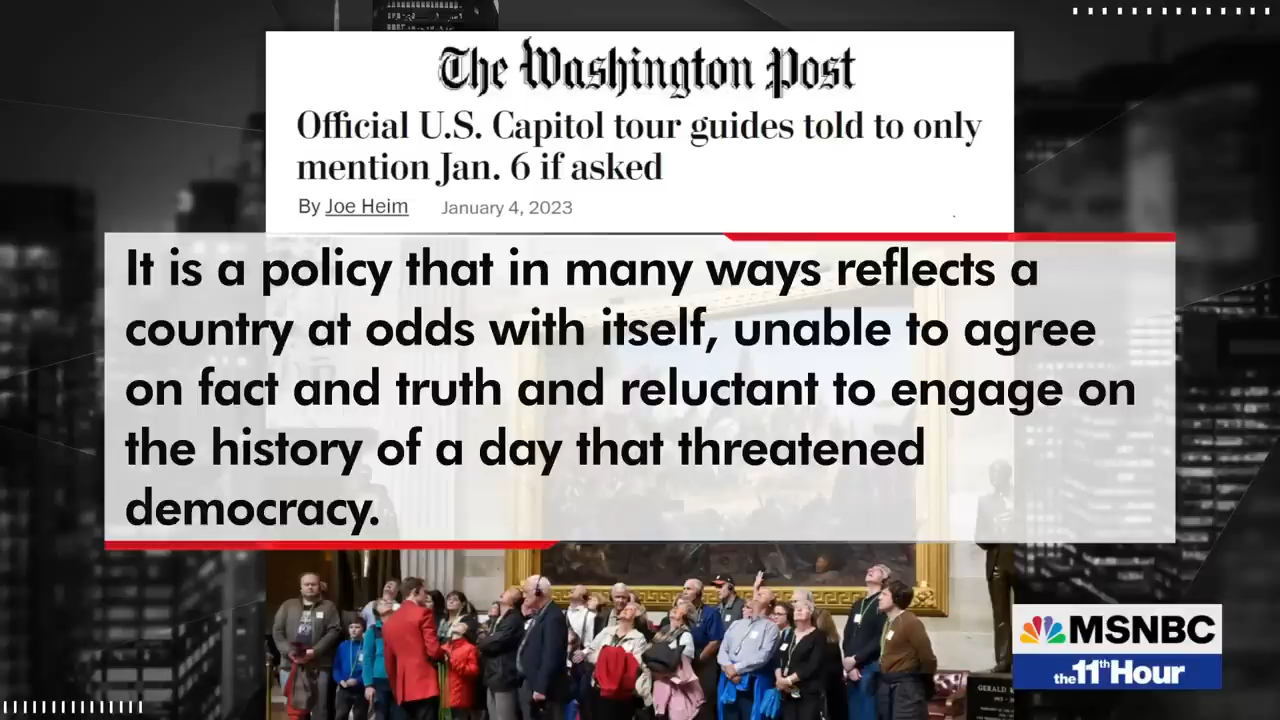 The Washington Post
Official U.S. Capitol tour guides told to only
mention Jan. 6 if asked
By Joe Heim January 4, 2023
It is a policy that in many ways reflects a
country at odds with itself, unable to agree
on fact and truth and reluctant to engage on
the history of a day that threatened
democracy.
MSNBC
the 11th Hour
GERALD